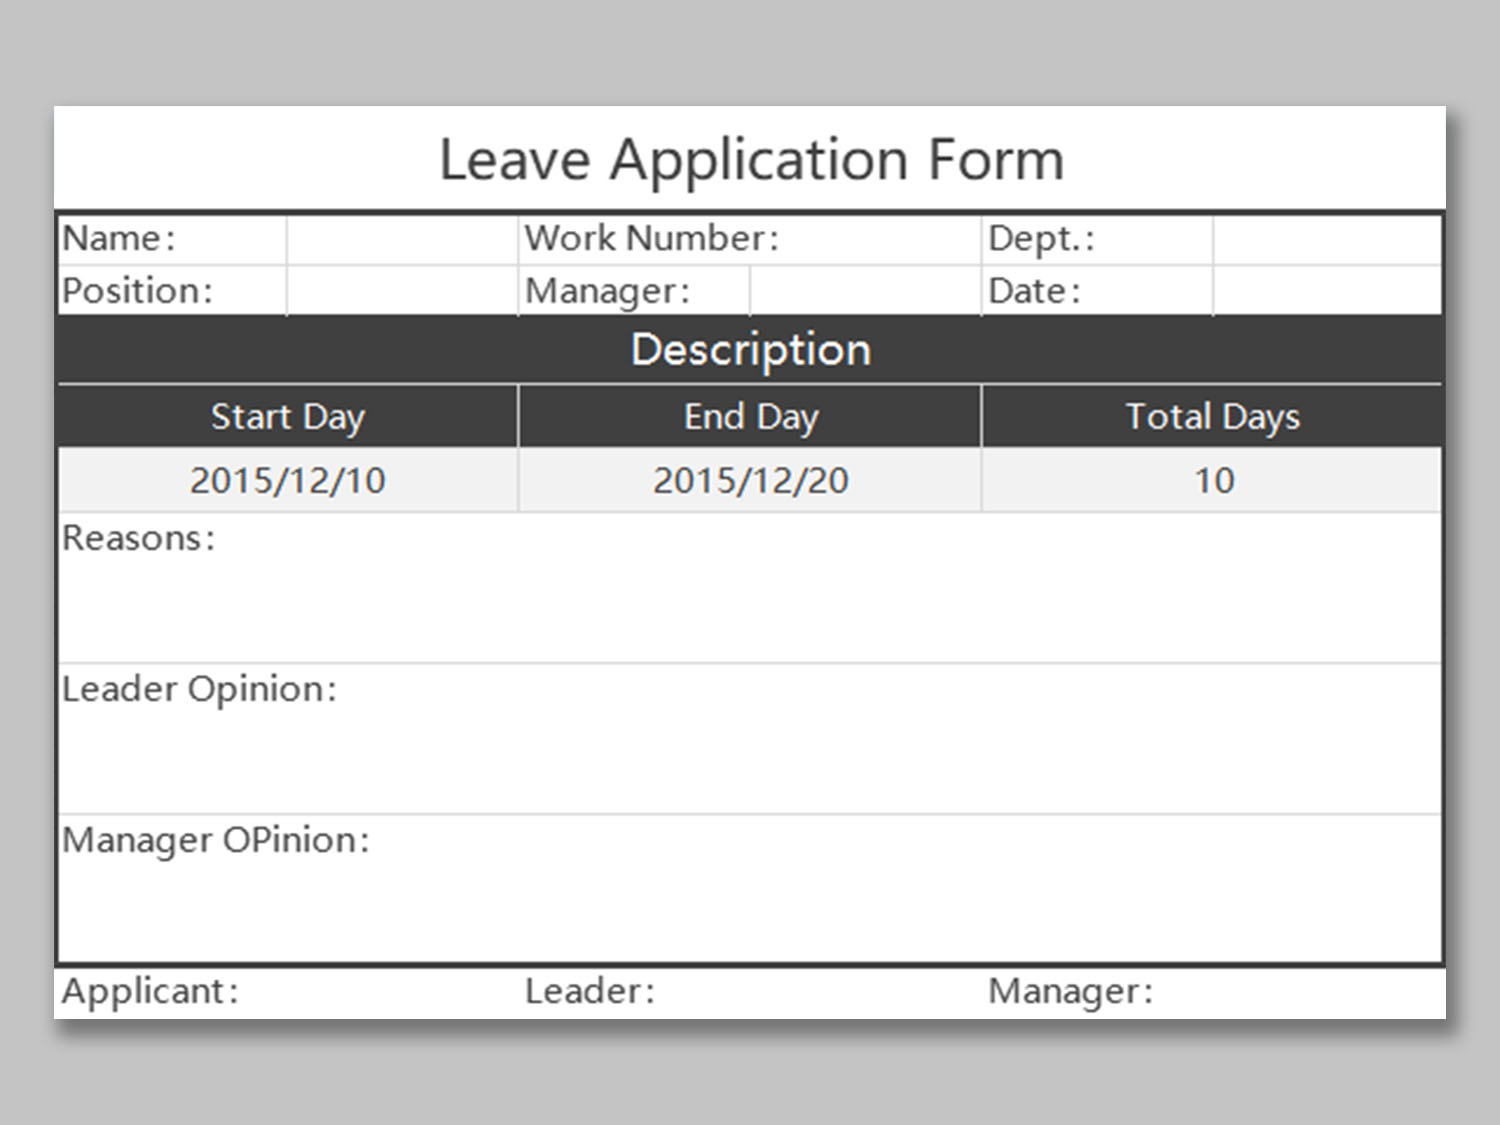 Leave Application Form
Name: Work Number: Dept.:
Position: Manager: Date:
Description
Start Day End Day Total Days
2015/12/10 2015/12/20 10
Reasons:
Leader Opinion:
Manager OPinion:
Applicant: Leader: Manager: